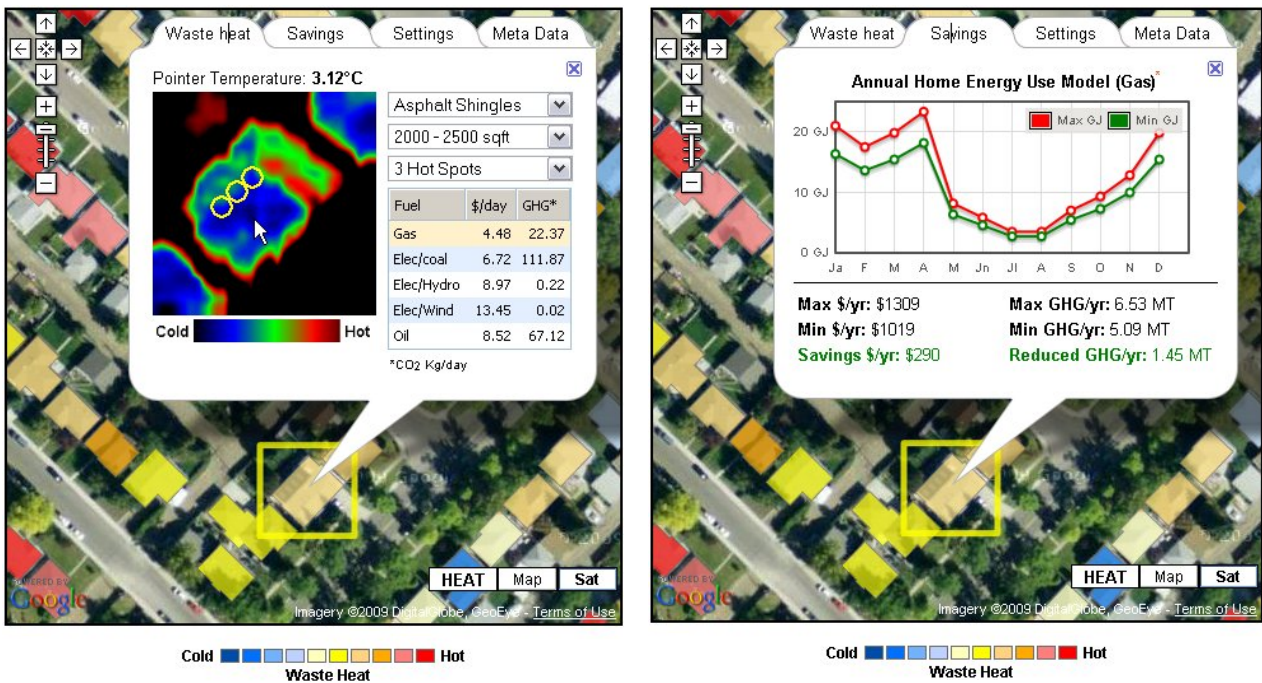 Waste heat Savings Settings Meta Data
Pointer Temperature: 3.12°C
Asphalt Shingles
2000 - 2500 sqft
3 Hot Spots
Fuel $/day GHG*
Gas 4.48 22.37
Elec/coal 6.72 111.87
Elec/Hydro 8.97 0.22
Elec/Wind 13.45 0.02
Oil 8.52 67.12
Cold Hot
*CO2 Kg/day
HEAT Map Sat
POWERED BY
Google
Imagery ©2009 DigitalGlobe, GeoEye - Terms of Use
Cold Hot
Waste Heat
Waste heat Savings Settings Meta Data
Annual Home Energy Use Model (Gas)*
Max GJ Min GJ
20 GJ
10 GJ
0 GJ
Ja F M A M Jn Jl A S O N D
Max $/yr: $1309 Max GHG/yr: 6.53 MT
Min $/yr: $1019 Min GHG/yr: 5.09 MT
Savings $/yr: $290 Reduced GHG/yr: 1.45 MT
HEAT Map Sat
POWERED BY
Google
Imagery ©2009 DigitalGlobe, GeoEye - Terms of Use
Cold Hot
Waste Heat